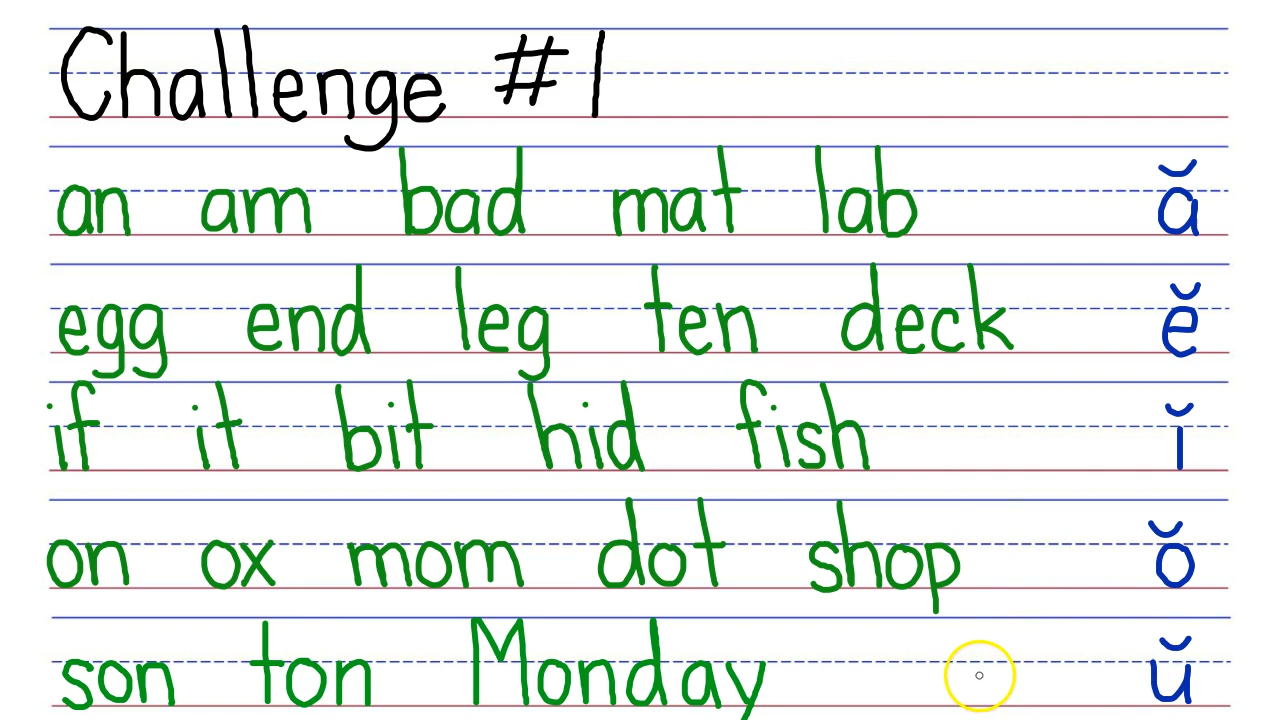 Challenge #1
an am bad mat lab ă
egg end leg ten deck ĕ
if it bit hid fish ĭ
on ox mom dot shop ŏ
son ton Monday ŭ